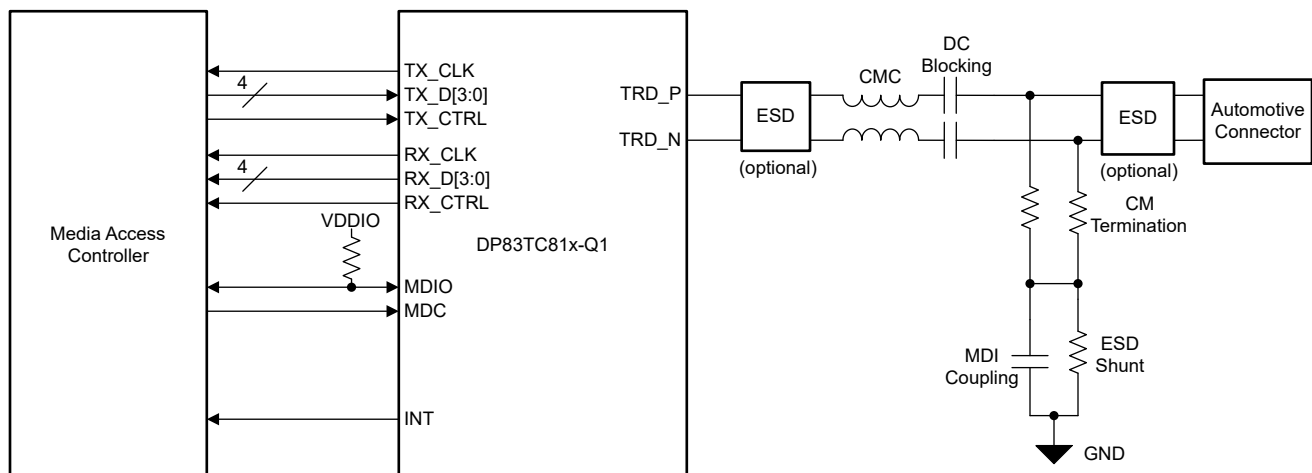 Media Access
Controller
4
4
VDDIO
TX_CLK
TX_D[3:0]
TX_CTRL
RX_CLK
RX_D[3:0]
RX_CTRL
MDIO
MDC
INT
DP83TC81x-Q1
TRD_P
TRD_N
ESD
(optional)
CMC
DC
Blocking
ESD
(optional)
Automotive
Connector
CM
Termination
MDI
Coupling
ESD
Shunt
GND